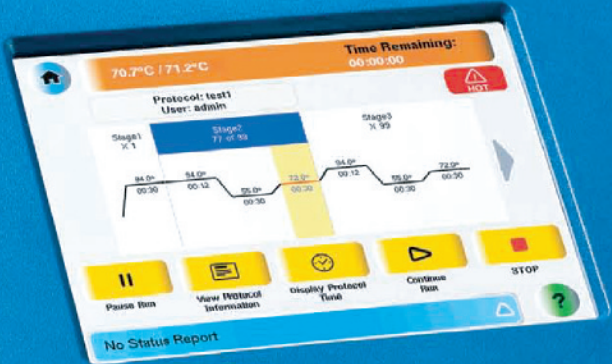 70.7°C / 71.2°C
Time Remaining:
00:00:00
HOT
Protocol: test1
User: admin
Stage1
X 1
Stage2
77 of 99
Stage3
X 99
94.0°
00:30
94.0°
00:12
55.0°
00:30
72.0°
00:30
94.0°
00:12
55.0°
00:30
72.0°
00:30
Pause Run
View Protocol
Information
Display Protocol
Time
Continue
Run
STOP
No Status Report
?